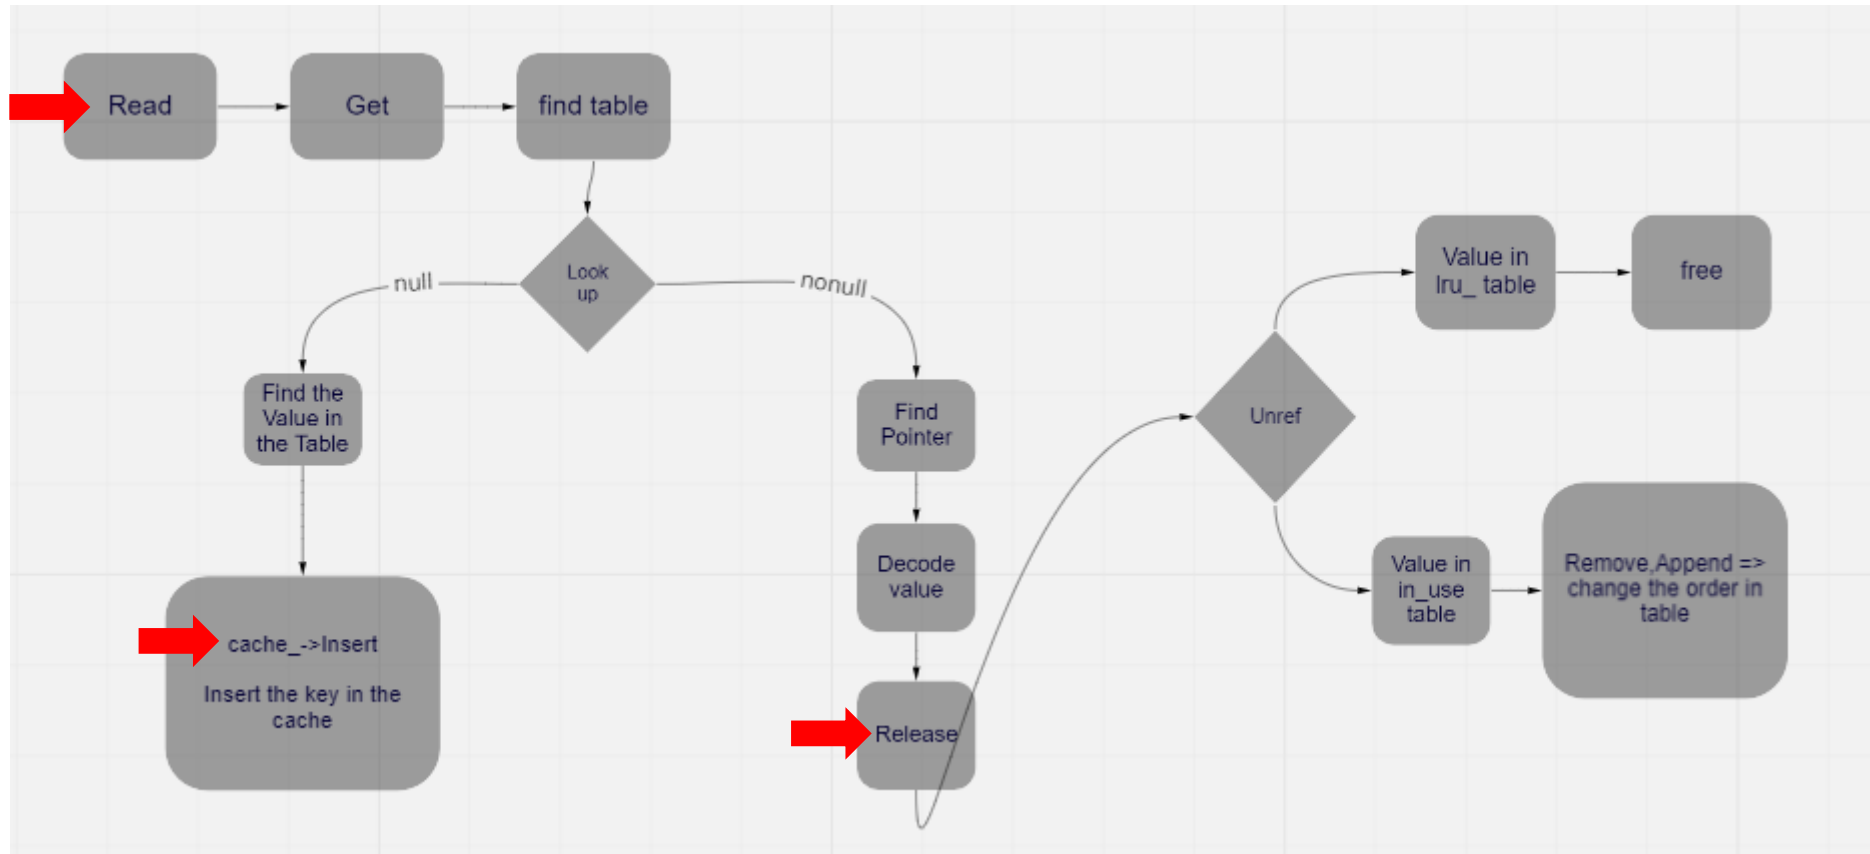 Read
Get
find table
Look
up
null
nonull
Find the
Value in
the Table
cache_->Insert
Insert the key in the
cache
Find
Pointer
Decode
value
Release
Unref
Value in
lru_ table
free
Value in
in_use
table
Remove,Append =>
change the order in
table